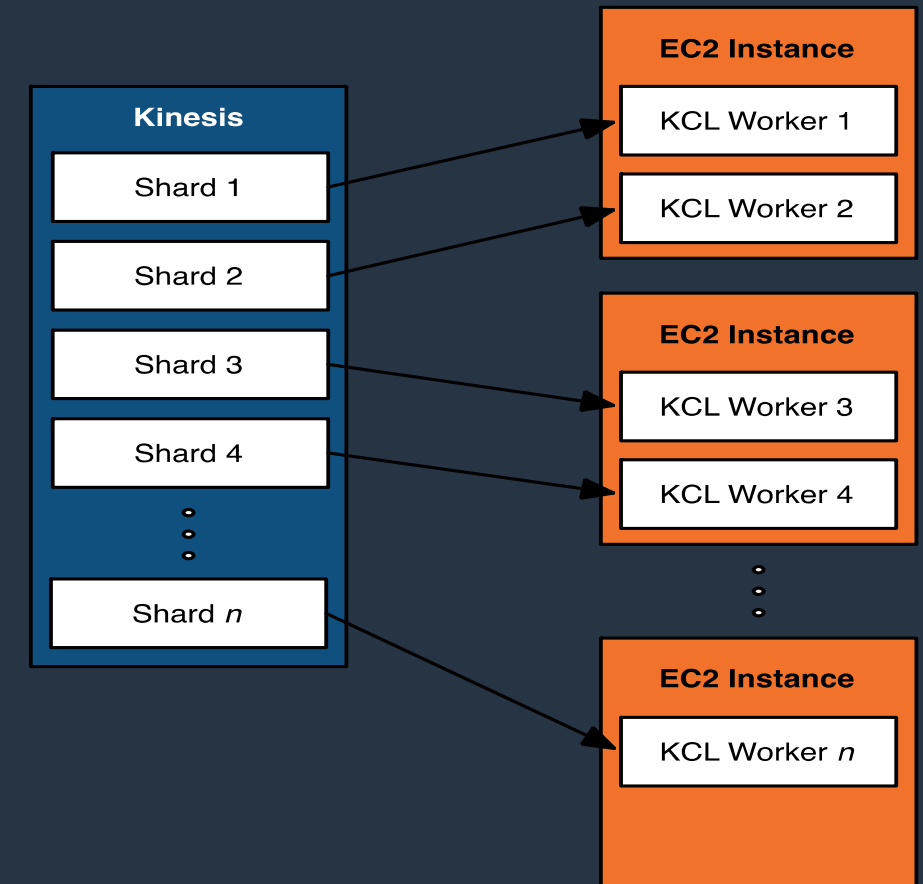 Kinesis
Shard 1
Shard 2
Shard 3
Shard 4
Shard n
EC2 Instance
KCL Worker 1
KCL Worker 2
EC2 Instance
KCL Worker 3
KCL Worker 4
EC2 Instance
KCL Worker n